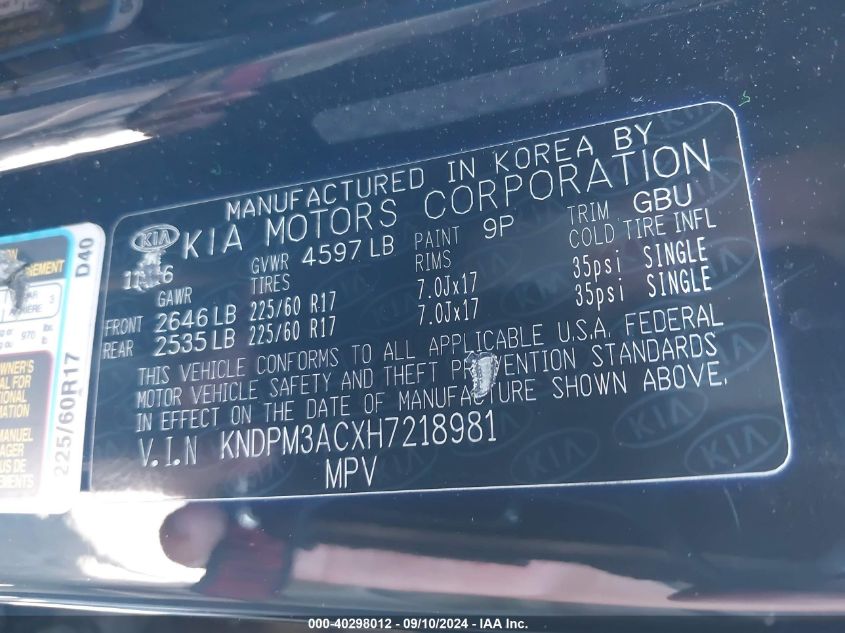 MANUFACTURED IN KOREA BY
KIA KIA MOTORS CORPORATION
GVWR 4597 LB PAINT 9P TRIM GBU
GAWR TIRES RIMS COLD TIRE INFL
FRONT 2646 LB 225/60 R17 7.0Jx17 35psi SINGLE
REAR 2535 LB 225/60 R17 7.0Jx17 35psi SINGLE
THIS VEHICLE CONFORMS TO ALL APPLICABLE U.S.A. FEDERAL
MOTOR VEHICLE SAFETY AND THEFT STANDARDS
IN EFFECT ON THE DATE OF MANUFACTURE SHOWN ABOVE.
V.I.N KNDPM3ACXH7218981
MPV
D40
225/60R17
970 lbs
000-40298012 - 09/10/2024 - IAA Inc.